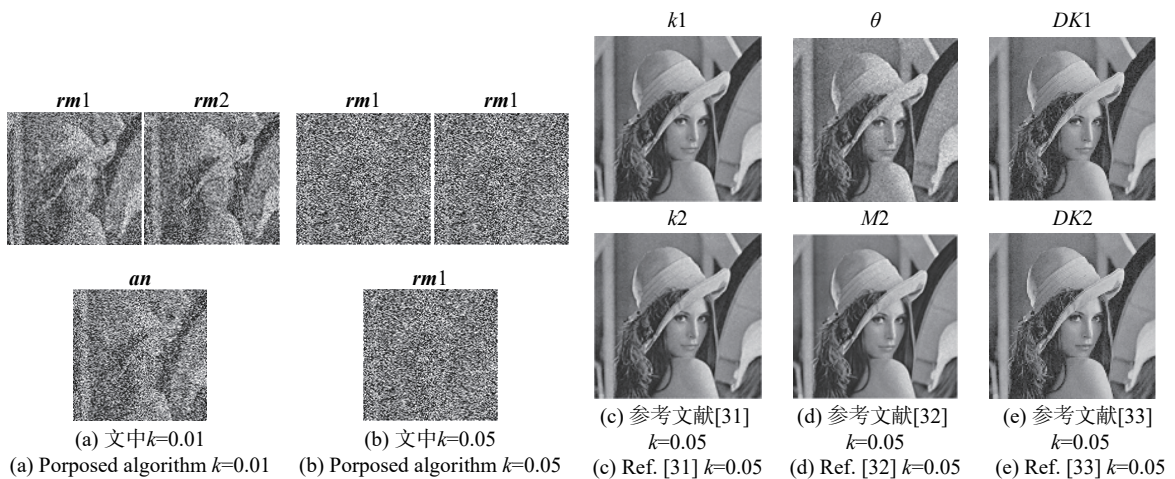 rm1 rm2
an
(a) 文中k=0.01
(a) Porposed algorithm k=0.01
rm1 rm1
rm1
(b) 文中k=0.05
(b) Porposed algorithm k=0.05
k1
k2
(c) 参考文献[31]
k=0.05
(c) Ref. [31] k=0.05
θ
M2
(d) 参考文献[32]
k=0.05
(d) Ref. [32] k=0.05
DK1
DK2
(e) 参考文献[33]
k=0.05
(e) Ref. [33] k=0.05